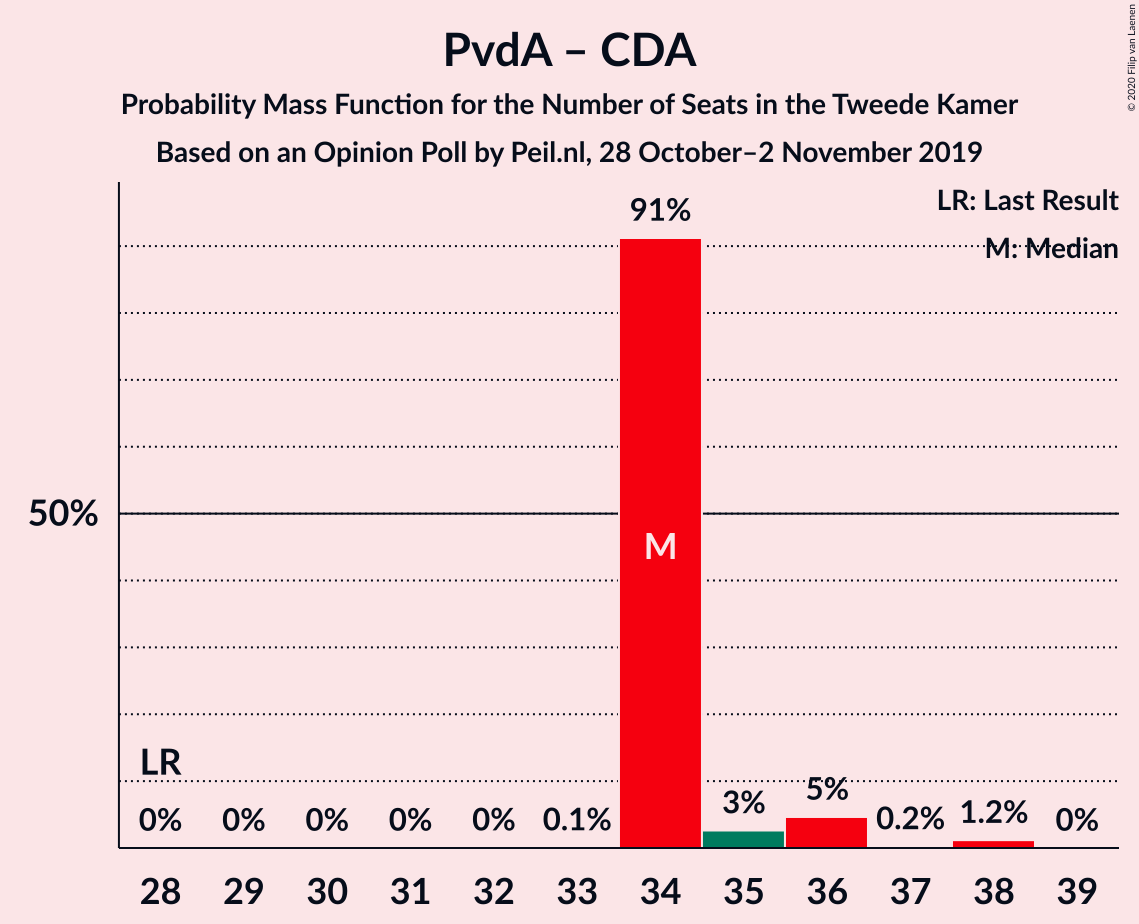 PvdA – CDA
Probability Mass Function for the Number of Seats in the Tweede Kamer
Based on an Opinion Poll by Peil.nl, 28 October–2 November 2019
© 2020 Filip van Laenen
LR: Last Result
M: Median
91%
50%
M
LR
0% 0% 0% 0% 0% 0.1% 3% 5% 0.2% 1.2% 0%
28 29 30 31 32 33 34 35 36 37 38 39